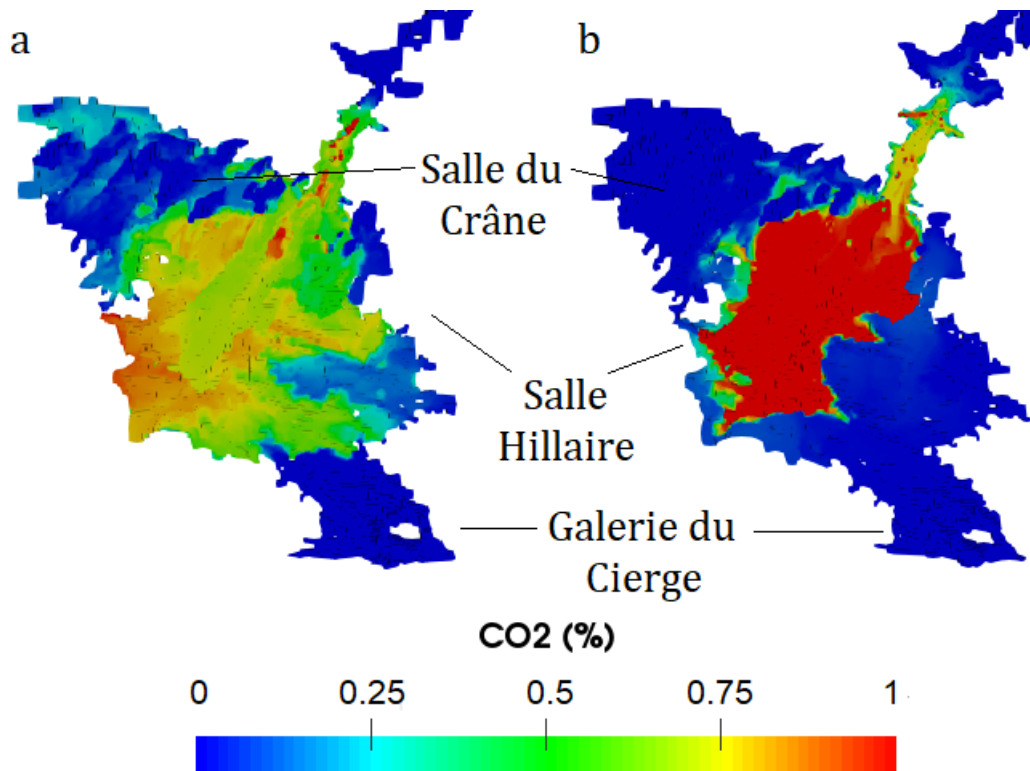 a
b
Salle du
Crâne
Salle
Hillaire
Galerie du
Cierge
CO2 (%)
0 0.25 0.5 0.75 1